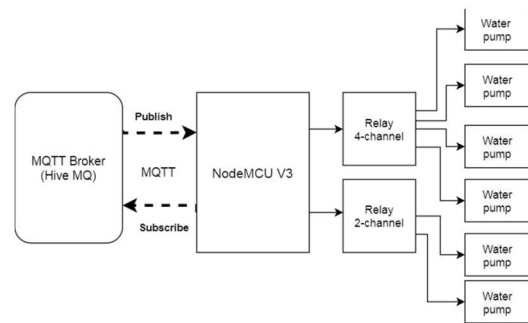 MQTT Broker
(Hive MQ)
Publish
MQTT
Subscribe
NodeMCU V3
Relay
4-channel
Relay
2-channel
Water
pump
Water
pump
Water
pump
Water
pump
Water
pump
Water
pump